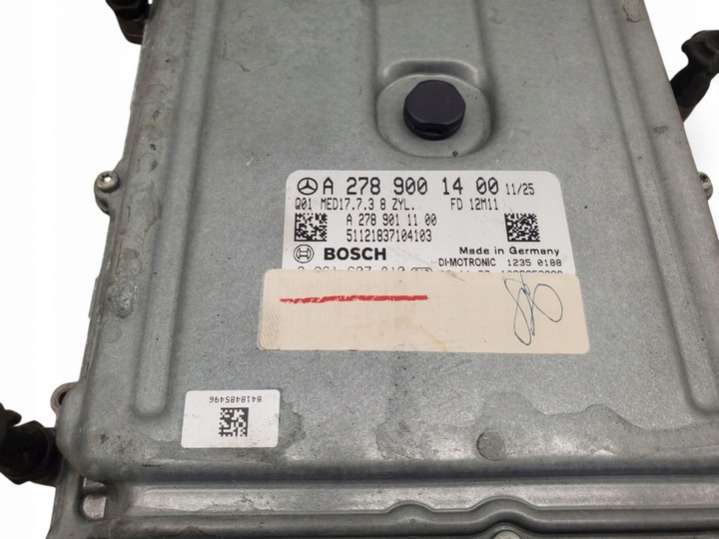 A 278 900 14 00 11/25
Q01 MED17.7.3 8 ZYL. FD 12M11
A 278 901 11 00
51121837104103
BOSCH Made in Germany
DI-MOTRONIC 1235 0188
8418485496